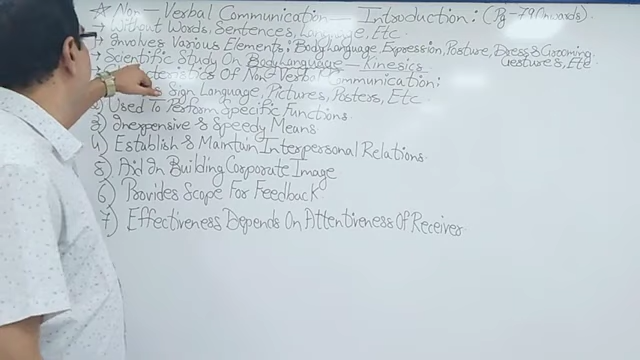 * Non-Verbal Communication — Introduction: (Pg-79 Onwards).
→ Without Words, Sentences, Language, Etc
→ Involves Various Elements: Body Language, Expression, Posture, Dress & Grooming, Gestures, Etc
Scientific Study On Body Language — Kinesics.
Of Non-Verbal Communication:
Sign Language, Pictures, Posters, Etc.
2) Used To Perform Specific Functions.
3) Inexpensive & Speedy Means
4) Establish & Maintain Interpersonal Relations.
5) Aid In Building Corporate Image
6) Provides Scope For Feedback.
7) Effectiveness Depends On Attentiveness Of Receiver.